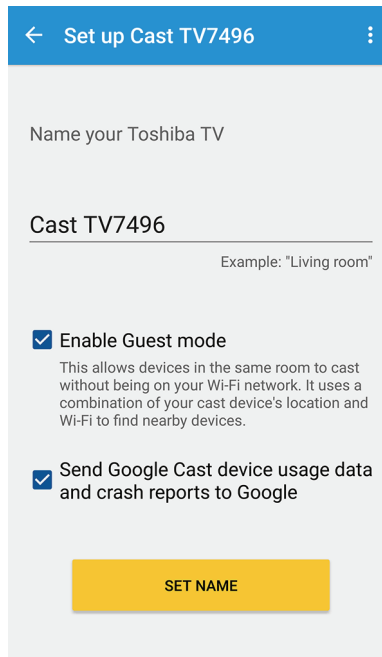 Set up Cast TV7496
Name your Toshiba TV
Cast TV7496
Example: "Living room"
Enable Guest mode
This allows devices in the same room to cast
without being on your Wi-Fi network. It uses a
combination of your cast device's location and
Wi-Fi to find nearby devices.
Send Google Cast device usage data
and crash reports to Google
SET NAME